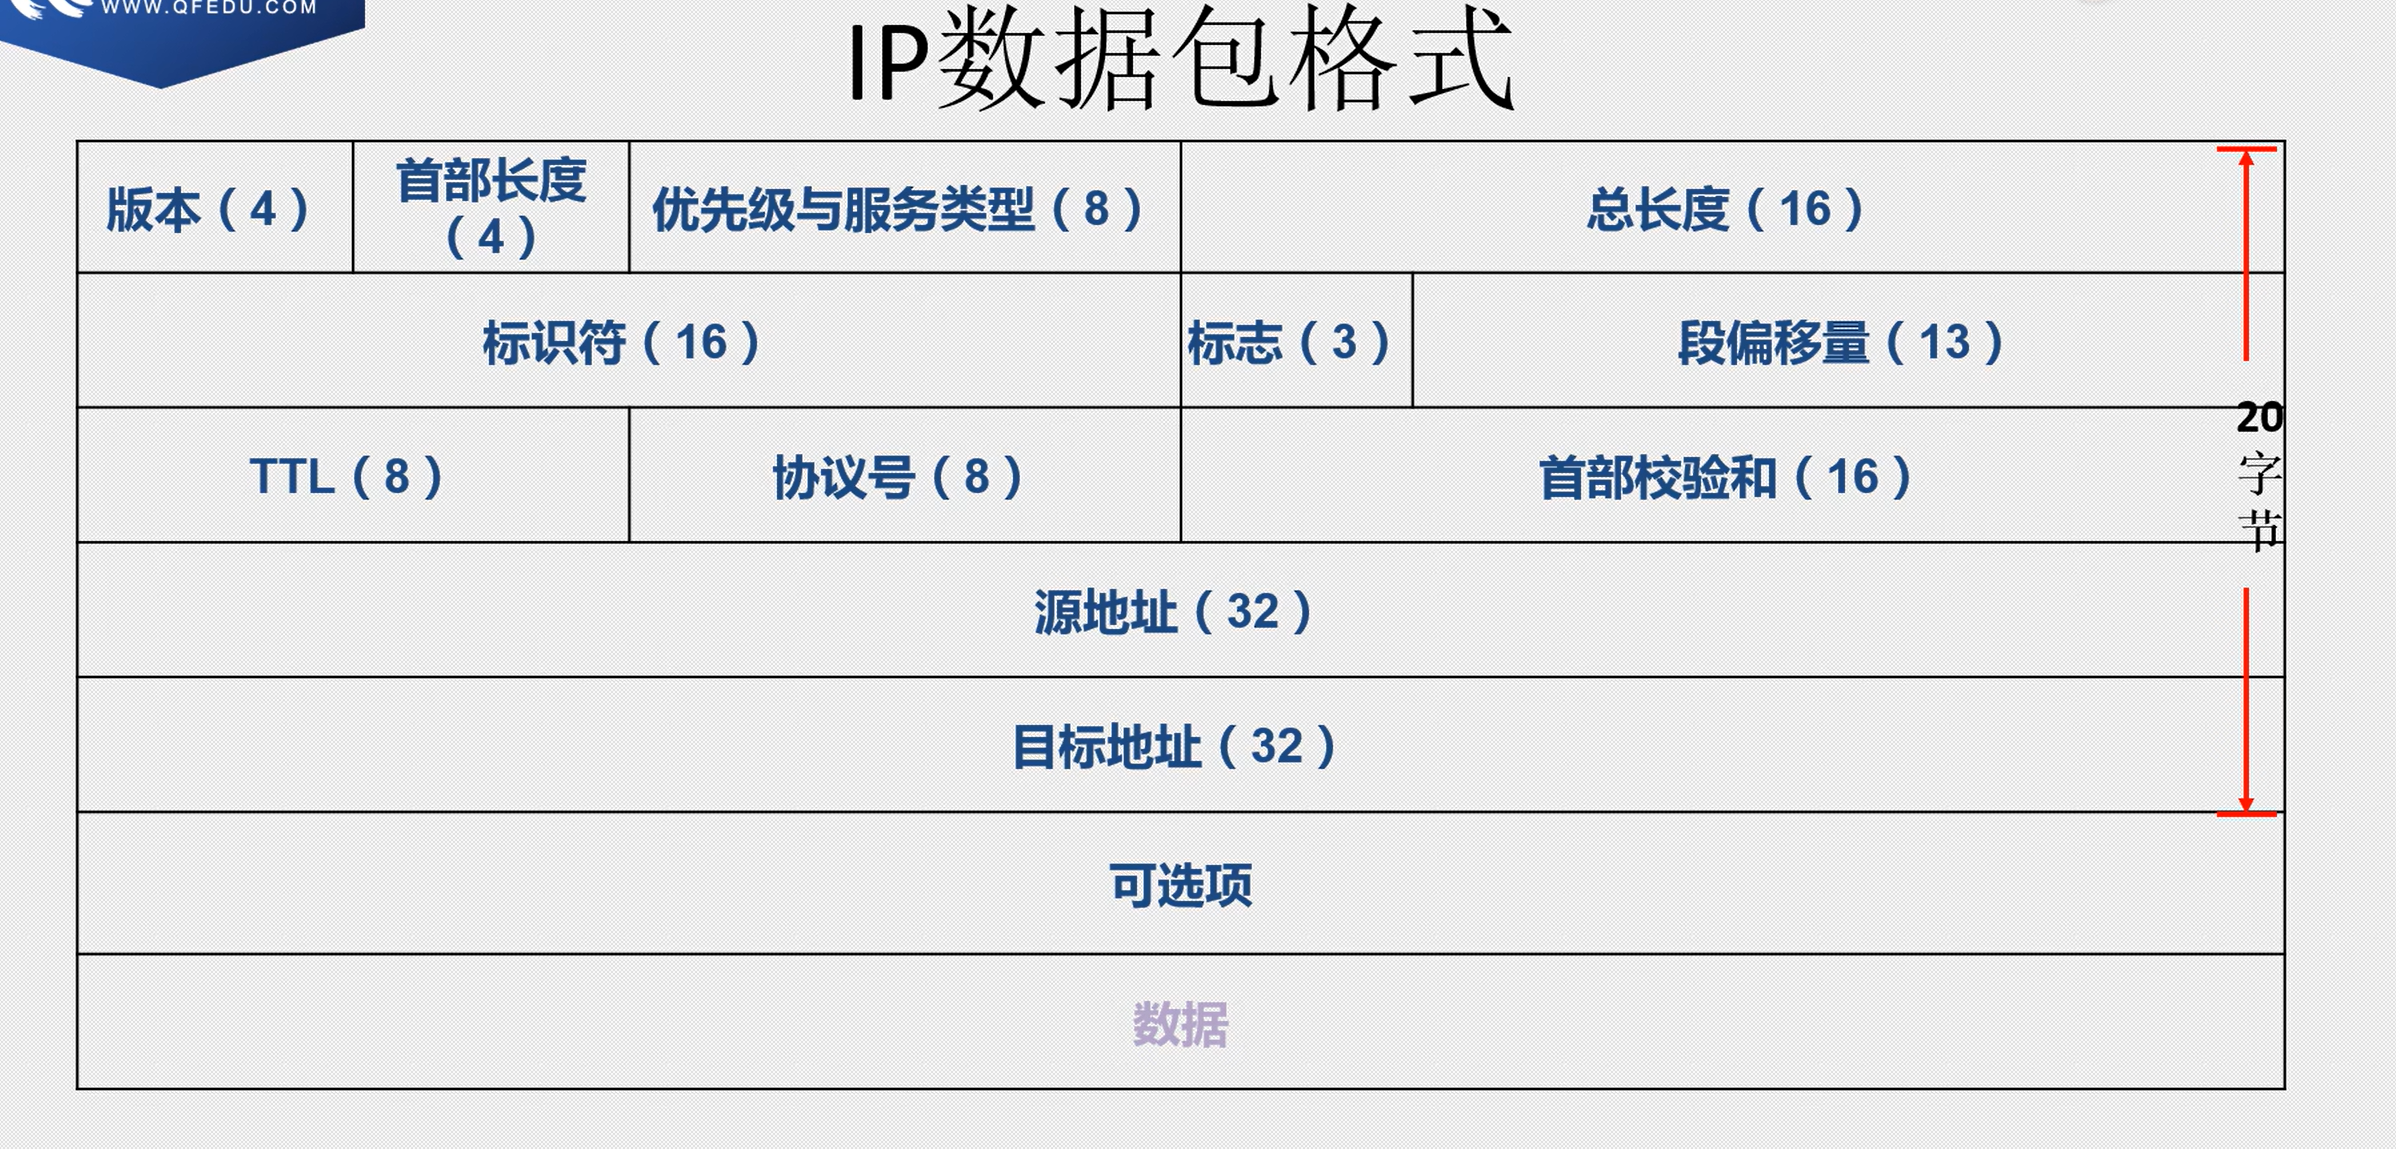 WWW.QFEDU.COM
IP数据包格式
版本（4）
首部长度
（4）
优先级与服务类型（8）
总长度（16）
标识符（16）
标志（3）
段偏移量（13）
20
字
节
TTL（8）
协议号（8）
首部校验和（16）
源地址（32）
目标地址（32）
可选项
数据